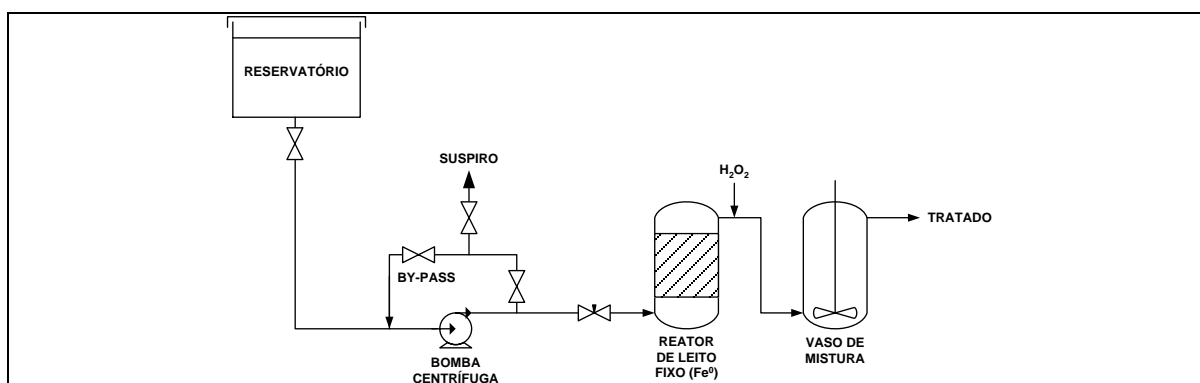 RESERVATÓRIO
SUSPIRO
H₂O₂
TRATADO
BY-PASS
BOMBA
CENTRÍFUGA
REATOR
DE LEITO
FIXO (Fe⁰)
VASO DE
MISTURA